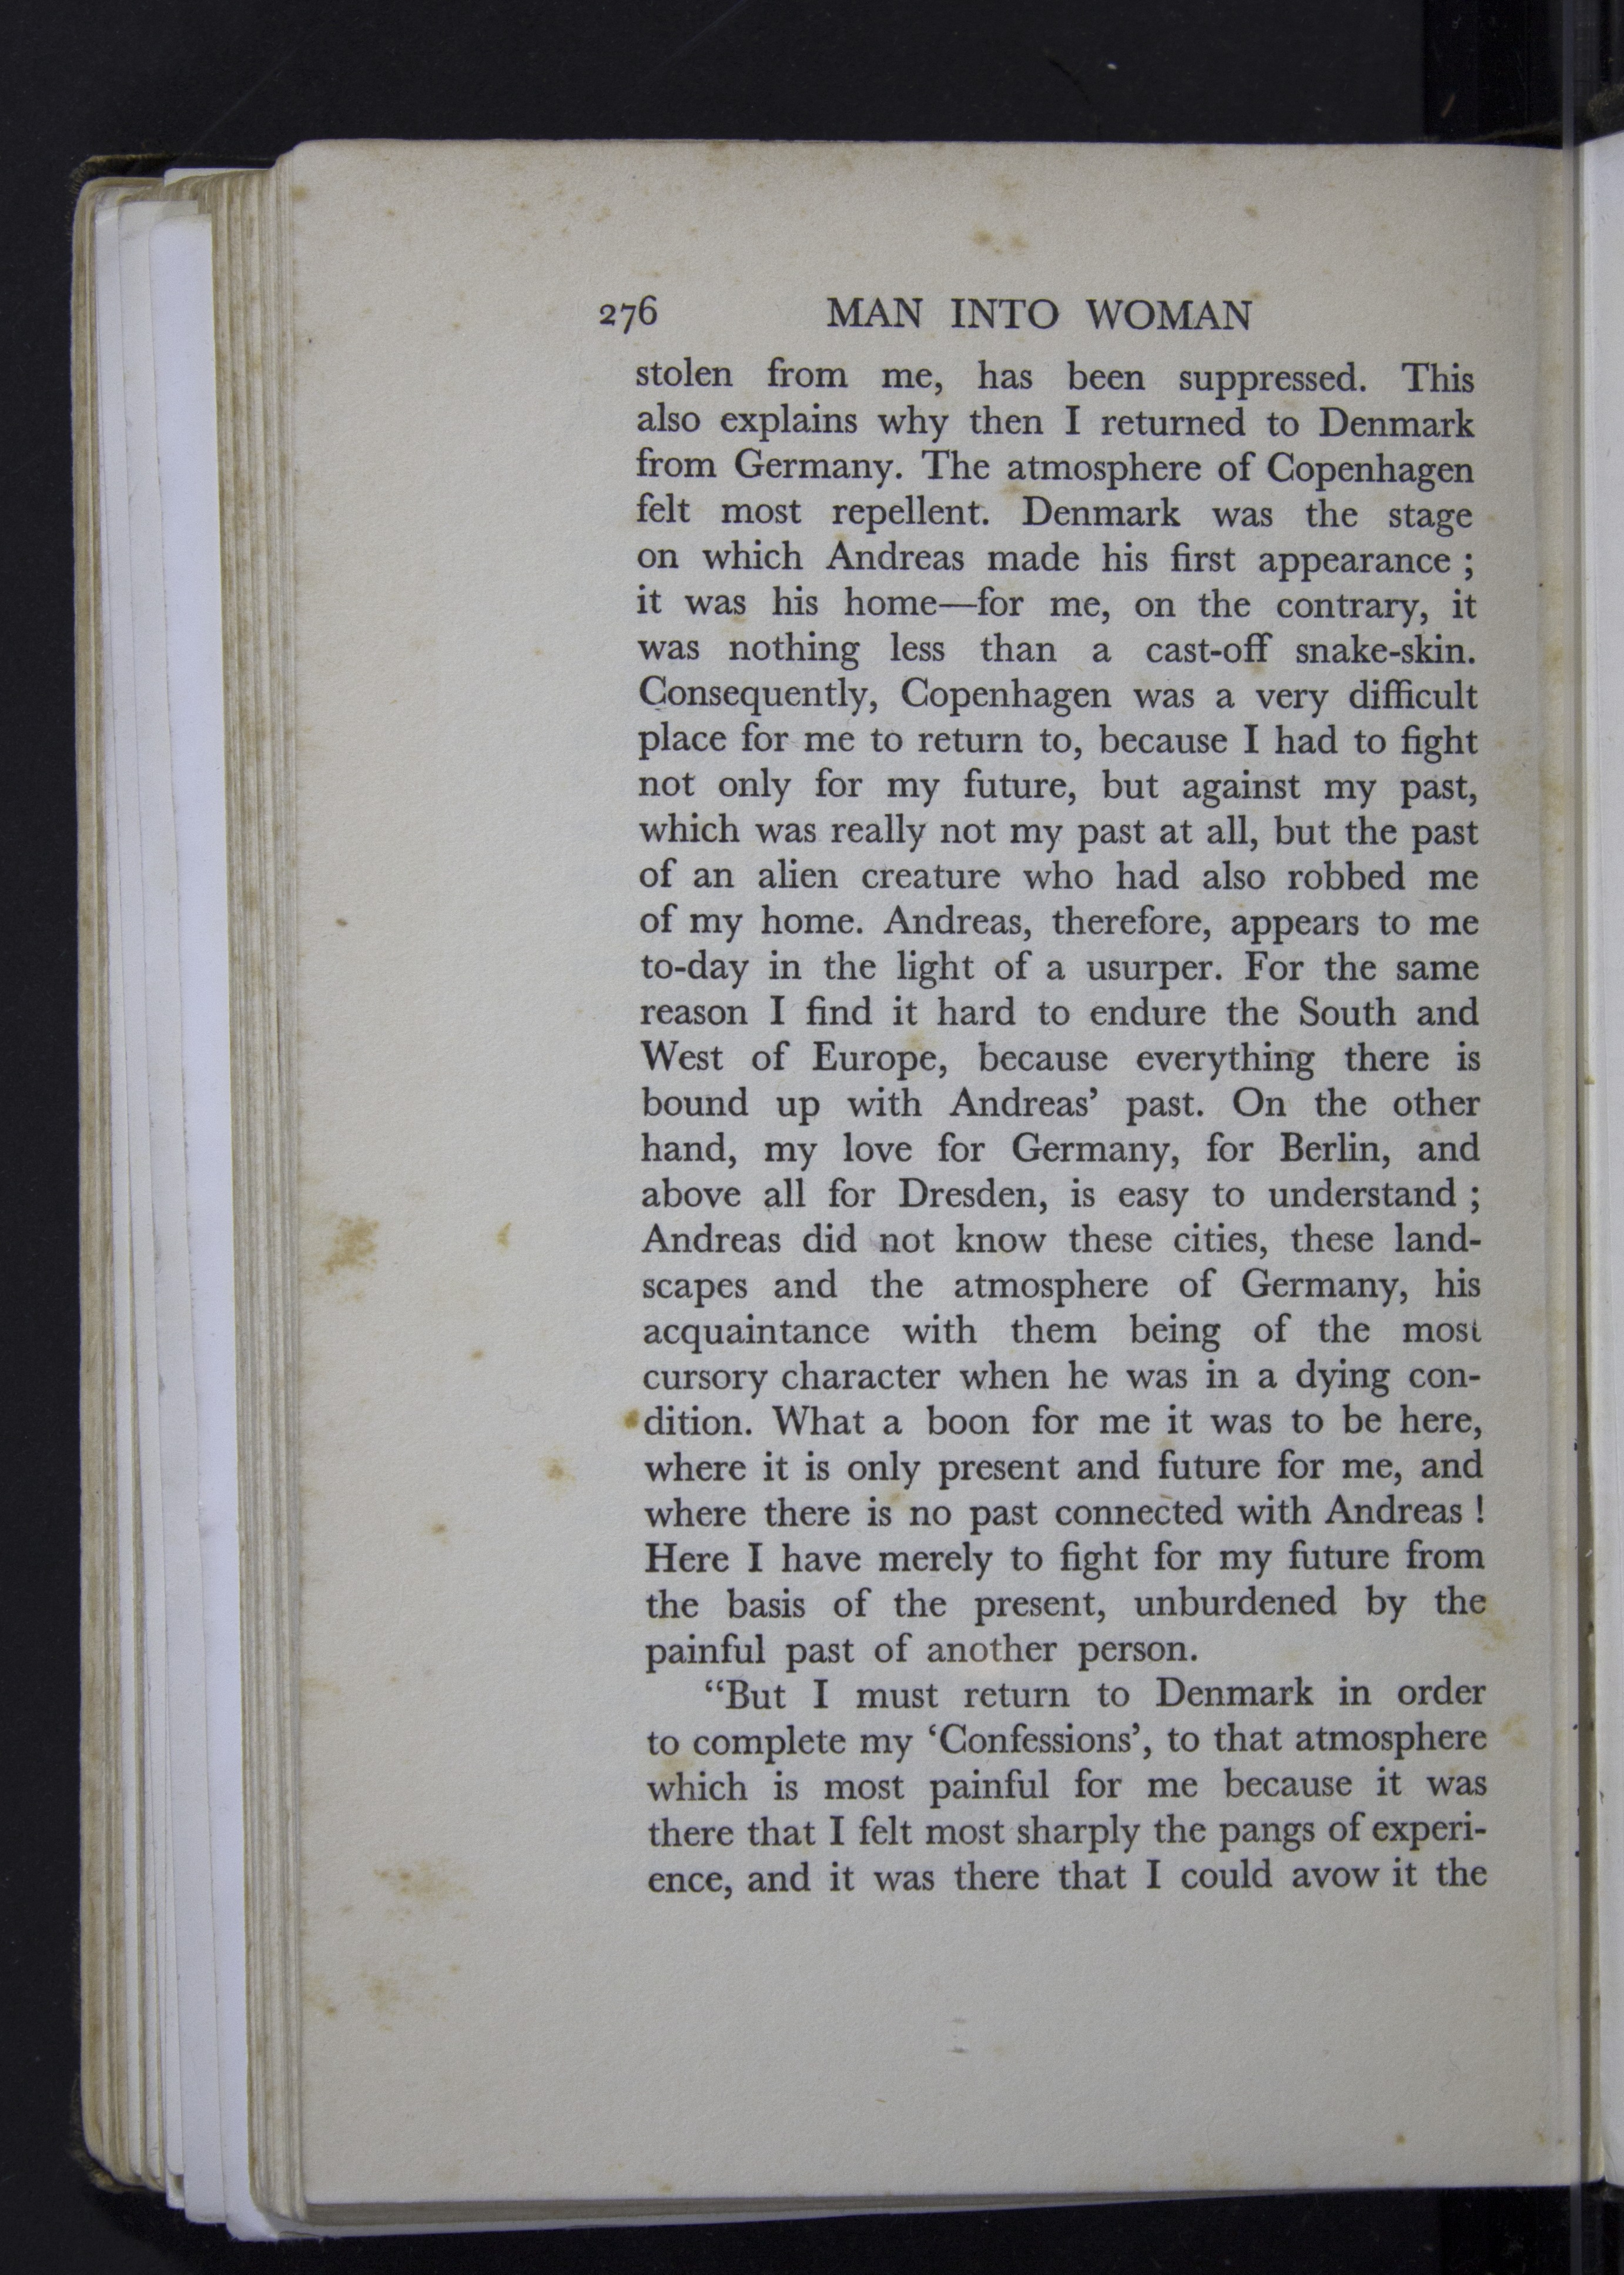 276 MAN INTO WOMAN
stolen from me, has been suppressed. This
also explains why then I returned to Denmark
from Germany. The atmosphere of Copenhagen
felt most repellent. Denmark was the stage
on which Andreas made his first appearance ;
it was his home—for me, on the contrary, it
was nothing less than a cast-off snake-skin.
Consequently, Copenhagen was a very difficult
place for me to return to, because I had to fight
not only for my future, but against my past,
which was really not my past at all, but the past
of an alien creature who had also robbed me
of my home. Andreas, therefore, appears to me
to-day in the light of a usurper. For the same
reason I find it hard to endure the South and
West of Europe, because everything there is
bound up with Andreas’ past. On the other
hand, my love for Germany, for Berlin, and
above all for Dresden, is easy to understand ;
Andreas did not know these cities, these land-
scapes and the atmosphere of Germany, his
acquaintance with them being of the most
cursory character when he was in a dying con-
dition. What a boon for me it was to be here,
where it is only present and future for me, and
where there is no past connected with Andreas !
Here I have merely to fight for my future from
the basis of the present, unburdened by the
painful past of another person.
“But I must return to Denmark in order
to complete my ‘Confessions’, to that atmosphere
which is most painful for me because it was
there that I felt most sharply the pangs of experi-
ence, and it was there that I could avow it the